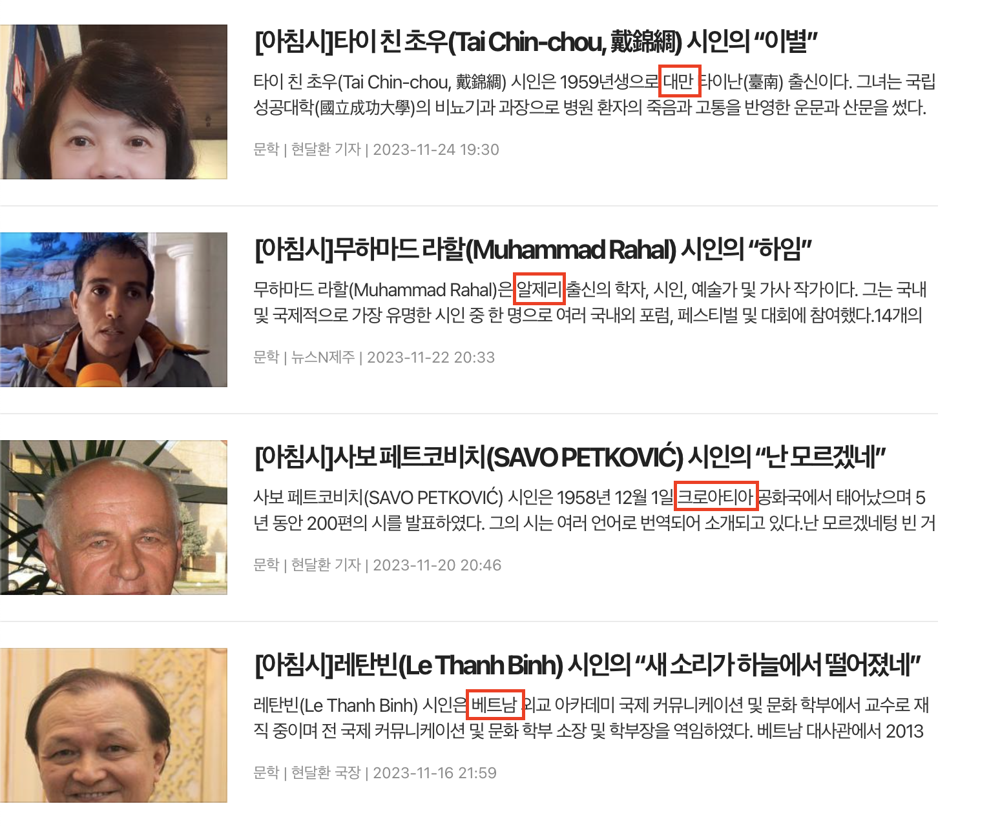 [아침시]타이 친 초우(Tai Chin-chou, 戴錦綢) 시인의 “이별”
타이 친 초우(Tai Chin-chou, 戴錦綢) 시인은 1959년생으로 대만 타이난(臺南) 출신이다. 그녀는 국립
성공대학(國立成功大學)의 비뇨기과 과장으로 병원 환자의 죽음과 고통을 반영한 운문과 산문을 썼다.
문학 | 현달환 기자 | 2023-11-24 19:30
[아침시]무하마드 라할(Muhammad Rahal) 시인의 “하임”
무하마드 라할(Muhammad Rahal)은 알제리 출신의 학자, 시인, 예술가 및 가사 작가이다. 그는 국내
및 국제적으로 가장 유명한 시인 중 한 명으로 여러 국내외 포럼, 페스티벌 및 대회에 참여했다.14개의
문학 | 뉴스N제주 | 2023-11-22 20:33
[아침시]사보 페트코비치(SAVO PETKOVIĆ) 시인의 “난 모르겠네”
사보 페트코비치(SAVO PETKOVIĆ) 시인은 1958년 12월 1일 크로아티아 공화국에서 태어났으며 5
년 동안 200편의 시를 발표하였다. 그의 시는 여러 언어로 번역되어 소개되고 있다.난 모르겠네텅 빈 거
문학 | 현달환 기자 | 2023-11-20 20:46
[아침시]레탄빈(Le Thanh Binh) 시인의 “새 소리가 하늘에서 떨어졌네”
레탄빈(Le Thanh Binh) 시인은 베트남 외교 아카데미 국제 커뮤니케이션 및 문화 학부에서 교수로 재
직 중이며 전 국제 커뮤니케이션 및 문화 학부 소장 및 학부장을 역임하였다. 베트남 대사관에서 2013
문학 | 현달환 국장 | 2023-11-16 21:59